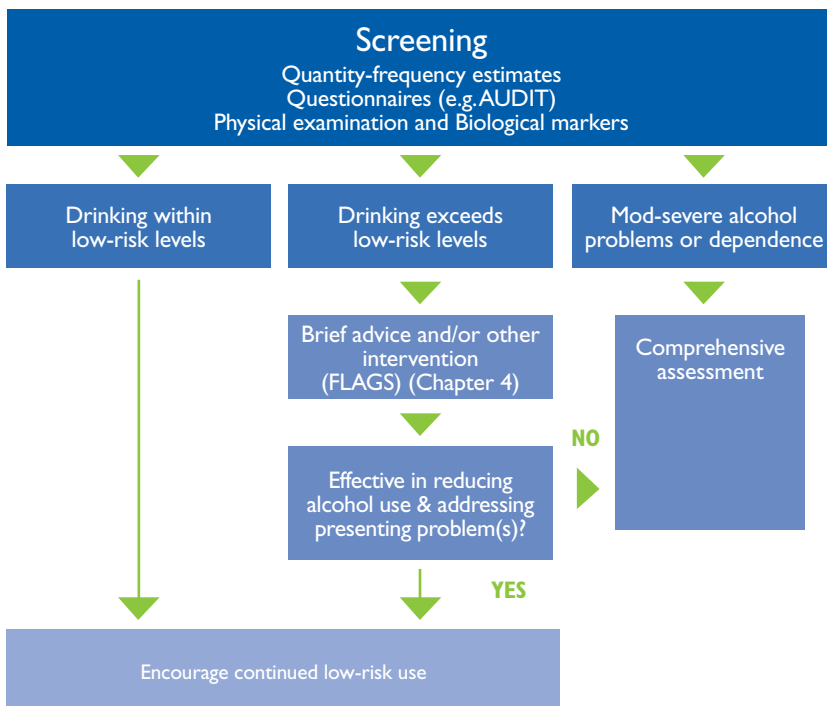 Screening
Quantity-frequency estimates
Questionnaires (e.g. AUDIT)
Physical examination and Biological markers
Drinking within
low-risk levels
Drinking exceeds
low-risk levels
Mod-severe alcohol
problems or dependence
Brief advice and/or other
intervention
(FLAGS) (Chapter 4)
Comprehensive
assessment
NO
Effective in reducing
alcohol use & addressing
presenting problem(s)?
YES
Encourage continued low-risk use